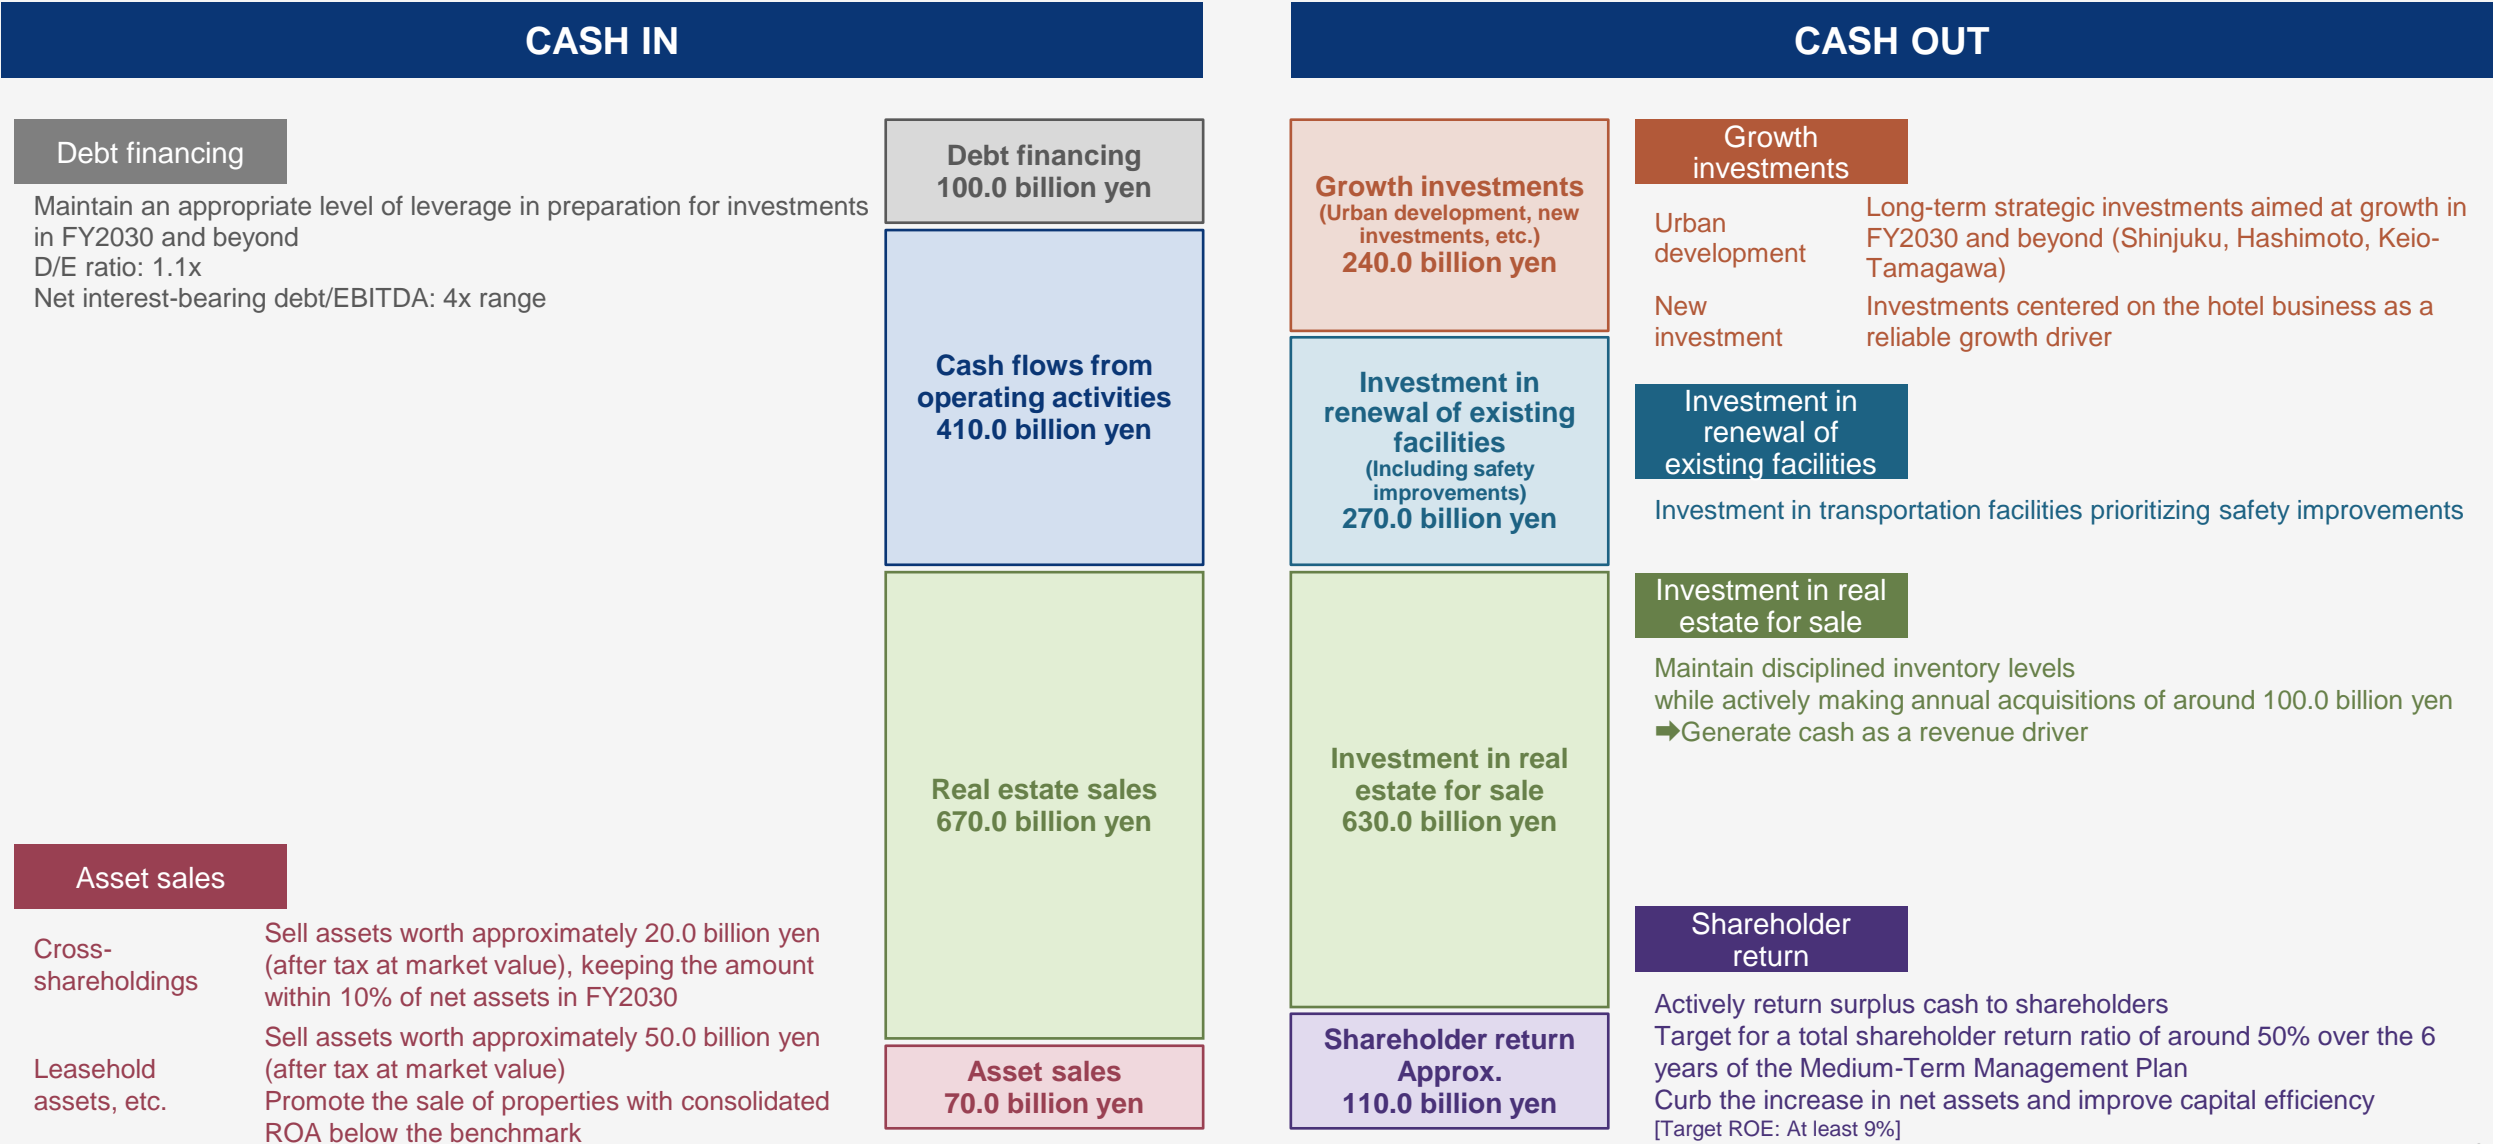 CASH IN
Debt financing
Maintain an appropriate level of leverage in preparation for investments
in FY2030 and beyond
D/E ratio: 1.1x
Net interest-bearing debt/EBITDA: 4x range
Asset sales
Cross-
shareholdings
Sell assets worth approximately 20.0 billion yen
(after tax at market value), keeping the amount
within 10% of net assets in FY2030
Leasehold
assets, etc.
Sell assets worth approximately 50.0 billion yen
(after tax at market value)
Promote the sale of properties with consolidated
ROA below the benchmark
Debt financing
100.0 billion yen
Cash flows from
operating activities
410.0 billion yen
Real estate sales
670.0 billion yen
Asset sales
70.0 billion yen
CASH OUT
Growth investments
(Urban development, new
investments, etc.)
240.0 billion yen
Investment in
renewal of existing
facilities
(Including safety
improvements)
270.0 billion yen
Investment in real
estate for sale
630.0 billion yen
Shareholder return
Approx.
110.0 billion yen
Growth
investments
Urban
development
Long-term strategic investments aimed at growth in
FY2030 and beyond (Shinjuku, Hashimoto, Keio-
Tamagawa)
New
investment
Investments centered on the hotel business as a
reliable growth driver
Investment in
renewal of
existing facilities
Investment in transportation facilities prioritizing safety improvements
Investment in real
estate for sale
Maintain disciplined inventory levels
while actively making annual acquisitions of around 100.0 billion yen
➡Generate cash as a revenue driver
Shareholder
return
Actively return surplus cash to shareholders
Target for a total shareholder return ratio of around 50% over the 6
years of the Medium-Term Management Plan
Curb the increase in net assets and improve capital efficiency
[Target ROE: At least 9%]